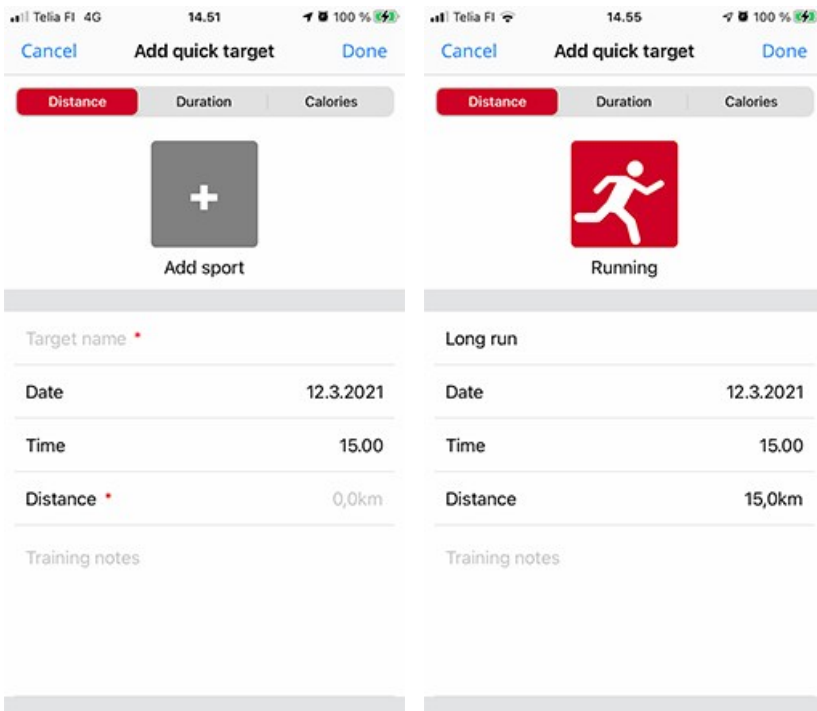 Telia FI 4G 14.51 100 %
Cancel Add quick target Done
Distance Duration Calories
+
Add sport
Target name *
Date 12.3.2021
Time 15.00
Distance * 0,0km
Training notes
Telia FI 14.55 100 %
Cancel Add quick target Done
Distance Duration Calories
Running
Long run
Date 12.3.2021
Time 15.00
Distance 15,0km
Training notes